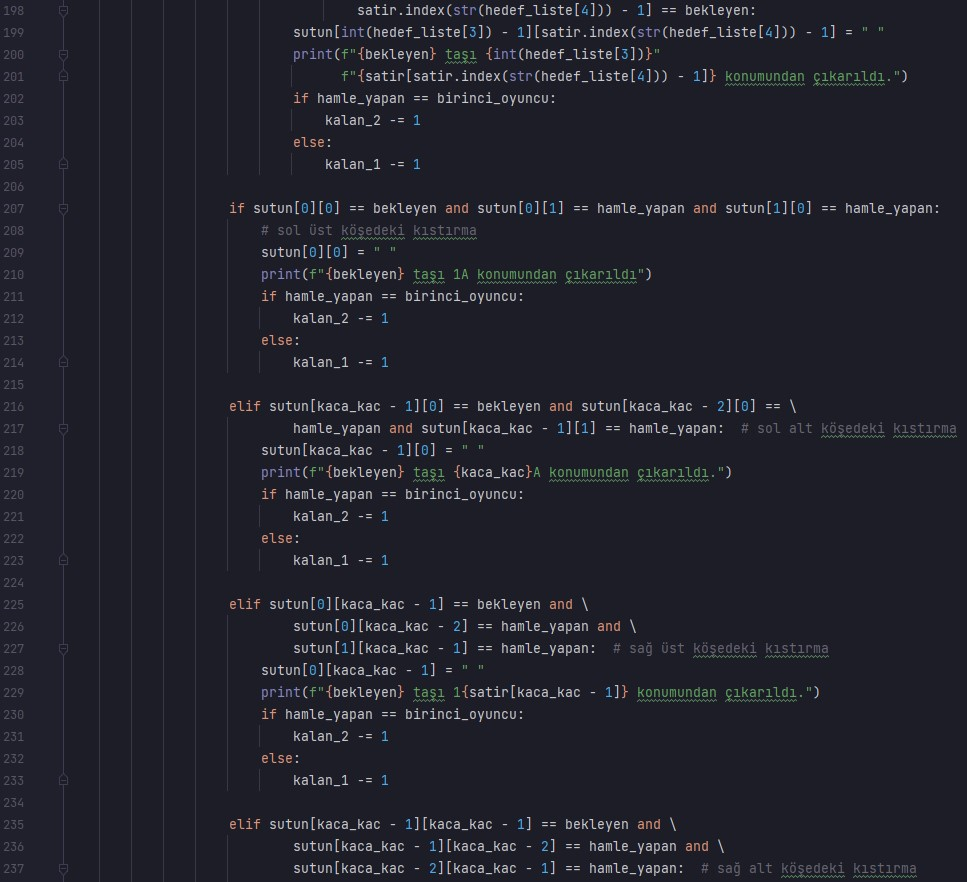 198 satir.index(str(hedef_liste[4])) - 1] == bekleyen:
199 sutun[int(hedef_liste[3]) - 1][satir.index(str(hedef_liste[4])) - 1] = " "
200 print(f"{bekleyen} taşı {int(hedef_liste[3])}"
201 f"{satir[satir.index(str(hedef_liste[4])) - 1]} konumundan çıkarıldı.")
202 if hamle_yapan == birinci_oyuncu:
203 kalan_2 -= 1
204 else:
205 kalan_1 -= 1
206
207 if sutun[0][0] == bekleyen and sutun[0][1] == hamle_yapan and sutun[1][0] == hamle_yapan:
208 # sol üst köşedeki kıstırma
209 sutun[0][0] = " "
210 print(f"{bekleyen} taşı 1A konumundan çıkarıldı")
211 if hamle_yapan == birinci_oyuncu:
212 kalan_2 -= 1
213 else:
214 kalan_1 -= 1
215
216 elif sutun[kaca_kac - 1][0] == bekleyen and sutun[kaca_kac - 2][0] == \
217 hamle_yapan and sutun[kaca_kac - 1][1] == hamle_yapan:  # sol alt köşedeki kıstırma
218 sutun[kaca_kac - 1][0] = " "
219 print(f"{bekleyen} taşı {kaca_kac}A konumundan çıkarıldı.")
220 if hamle_yapan == birinci_oyuncu:
221 kalan_2 -= 1
222 else:
223 kalan_1 -= 1
224
225 elif sutun[0][kaca_kac - 1] == bekleyen and \
226 sutun[0][kaca_kac - 2] == hamle_yapan and \
227 sutun[1][kaca_kac - 1] == hamle_yapan:  # sağ üst köşedeki kıstırma
228 sutun[0][kaca_kac - 1] = " "
229 print(f"{bekleyen} taşı 1{satir[kaca_kac - 1]} konumundan çıkarıldı.")
230 if hamle_yapan == birinci_oyuncu:
231 kalan_2 -= 1
232 else:
233 kalan_1 -= 1
234
235 elif sutun[kaca_kac - 1][kaca_kac - 1] == bekleyen and \
236 sutun[kaca_kac - 1][kaca_kac - 2] == hamle_yapan and \
237 sutun[kaca_kac - 2][kaca_kac - 1] == hamle_yapan:  # sağ alt köşedeki kıstırma